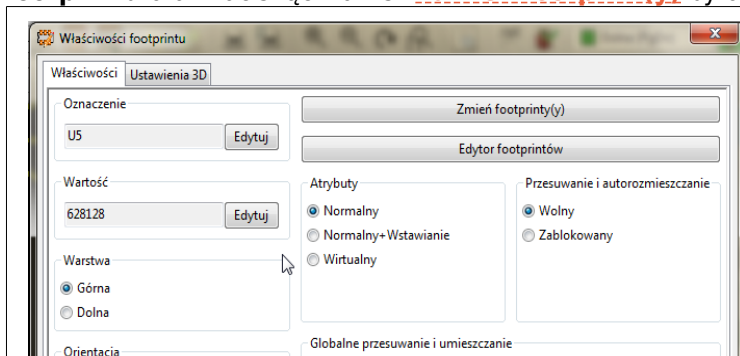 Właściwości footprintu
Właściwości
Ustawienia 3D
Oznaczenie
U5
Edytuj
Wartość
628128
Edytuj
Warstwa
Górna
Dolna
Orientacja
Zmień footprinty(y)
Edytor footprintów
Atrybuty
Normalny
Normalny+Wstawianie
Wirtualny
Przesuwanie i autorozmieszczanie
Wolny
Zablokowany
Globalne przesuwanie i umieszczanie